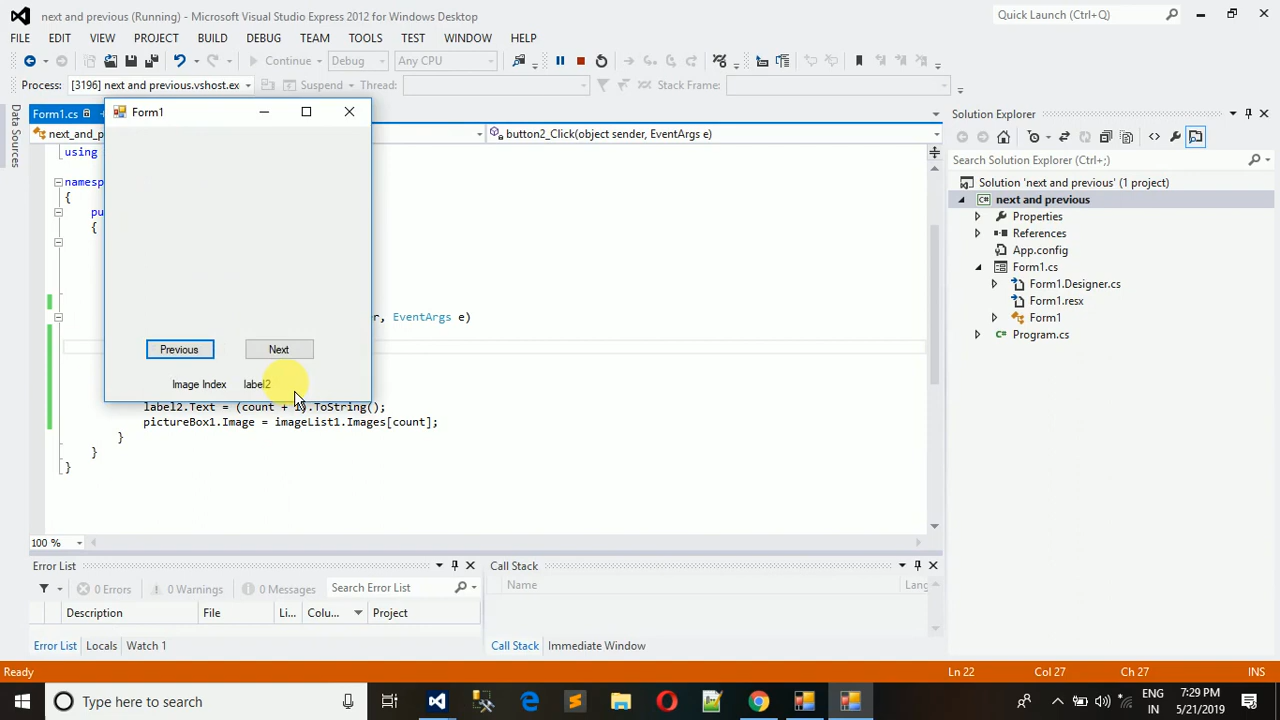 next and previous (Running) - Microsoft Visual Studio Express 2012 for Windows Desktop
Quick Launch (Ctrl+Q)
FILE EDIT VIEW PROJECT BUILD DEBUG TEAM TOOLS TEST WINDOW HELP
Continue Debug Any CPU
Process: [3196] next and previous.vshost.ex Suspend Thread: Stack Frame:
Data Sources
Form1.cs
next_and_p
button2_Click(object sender, EventArgs e)
Form1
using
namesp
{
pu
{
r, EventArgs e)
Previous Next
Image Index label2
label2.Text = (count + 1).ToString();
pictureBox1.Image = imageList1.Images[count];
}
}
}
100 %
Solution Explorer
Search Solution Explorer (Ctrl+;)
Solution 'next and previous' (1 project)
next and previous
Properties
References
App.config
Form1.cs
Form1.Designer.cs
Form1.resx
Form1
Program.cs
Error List
0 Errors 0 Warnings 0 Messages Search Error List
Description File Li... Colu... Project
Error List Locals Watch 1
Call Stack
Name Lang
Call Stack Immediate Window
Ready Ln 22 Col 27 Ch 27 INS
Type here to search
ENG
IN
7:29 PM
5/21/2019